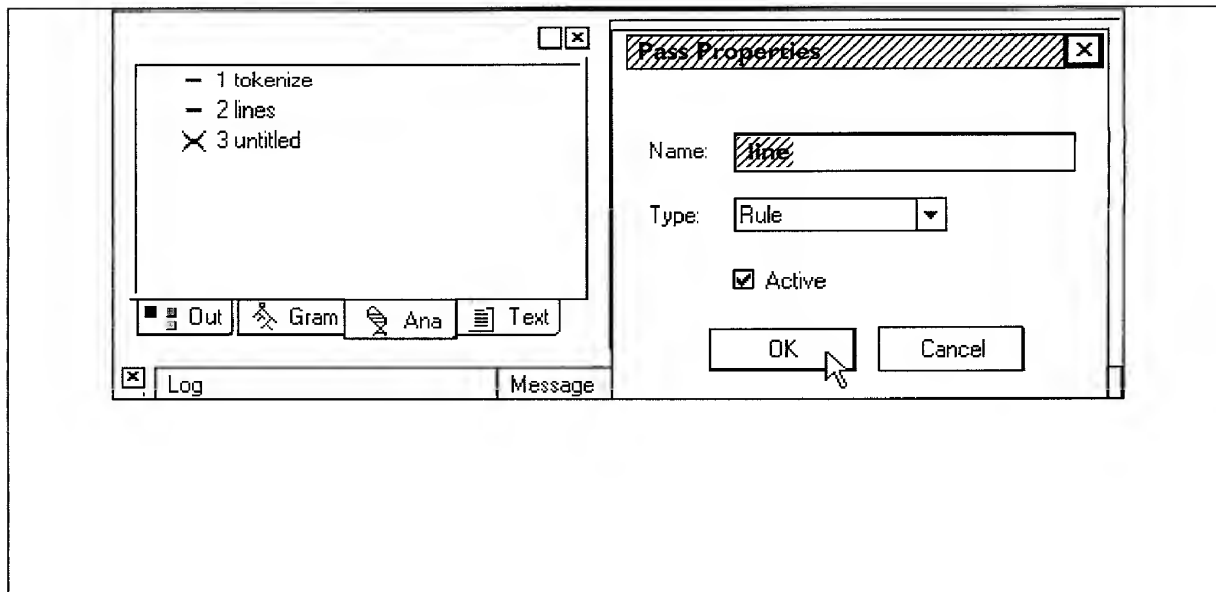 1 tokenize
2 lines
3 untitled
Out
Gram
Ana
Text
Log
Message
Pass Properties
Name:
line
Type:
Rule
Active
OK
Cancel